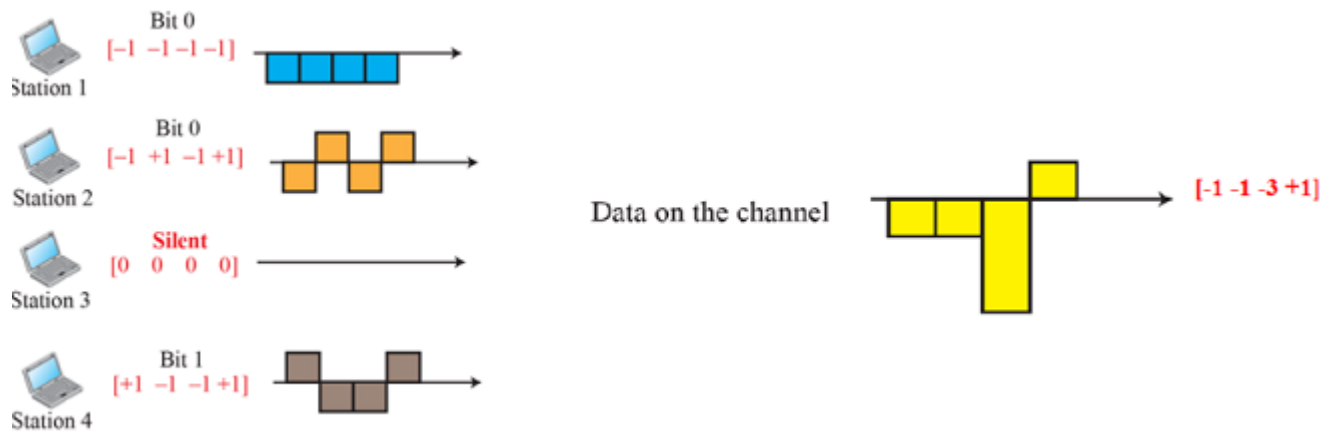 Bit 0
[–1 –1 –1 –1]
Station 1
Bit 0
[–1 +1 –1 +1]
Station 2
Silent
[0 0 0 0]
Station 3
Bit 1
[+1 –1 –1 +1]
Station 4
Data on the channel
[-1 -1 -3 +1]